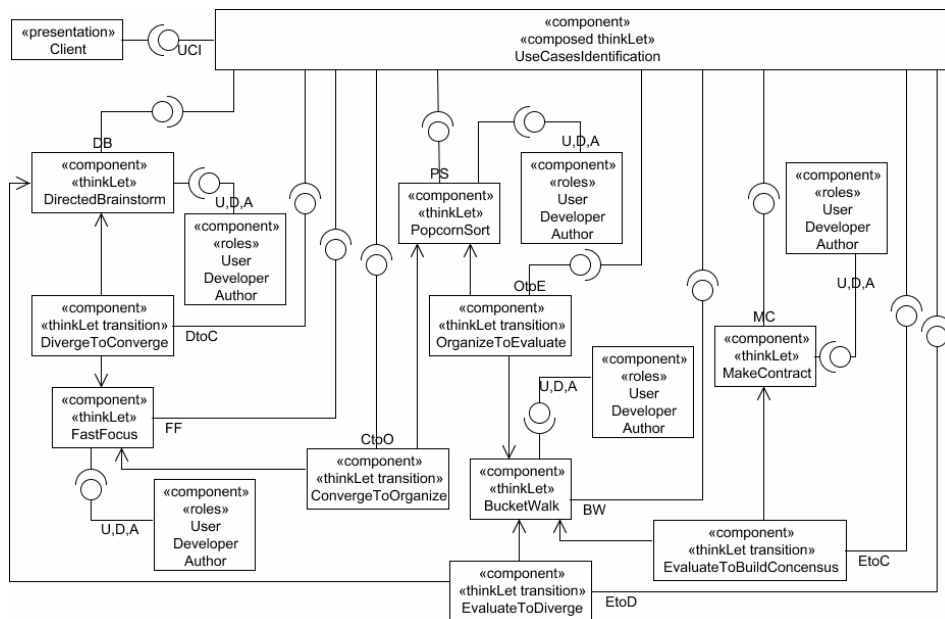 «component»
«composed thinkLet»
UseCasesIdentification
«presentation»
Client
UCI
DB
«component»
«thinkLet»
DirectedBrainstorm
U,D,A
«component»
«roles»
User
Developer
Author
PS
«component»
«thinkLet»
PopcornSort
U,D,A
«component»
«roles»
User
Developer
Author
«component»
«roles»
User
Developer
Author
U,D,A
«component»
«thinkLet transition»
DivergeToConverge
DtoC
OtoE
«component»
«thinkLet transition»
OrganizeToEvaluate
MC
«component»
«thinkLet»
MakeContract
«component»
«thinkLet»
FastFocus
FF
U,D,A
«component»
«roles»
User
Developer
Author
CtoO
«component»
«thinkLet transition»
ConvergeToOrganize
«component»
«thinkLet»
BucketWalk
BW
U,D,A
«component»
«roles»
User
Developer
Author
«component»
«thinkLet transition»
EvaluateToBuildConcensus
EtoC
«component»
«thinkLet transition»
EvaluateToDiverge
EtoD